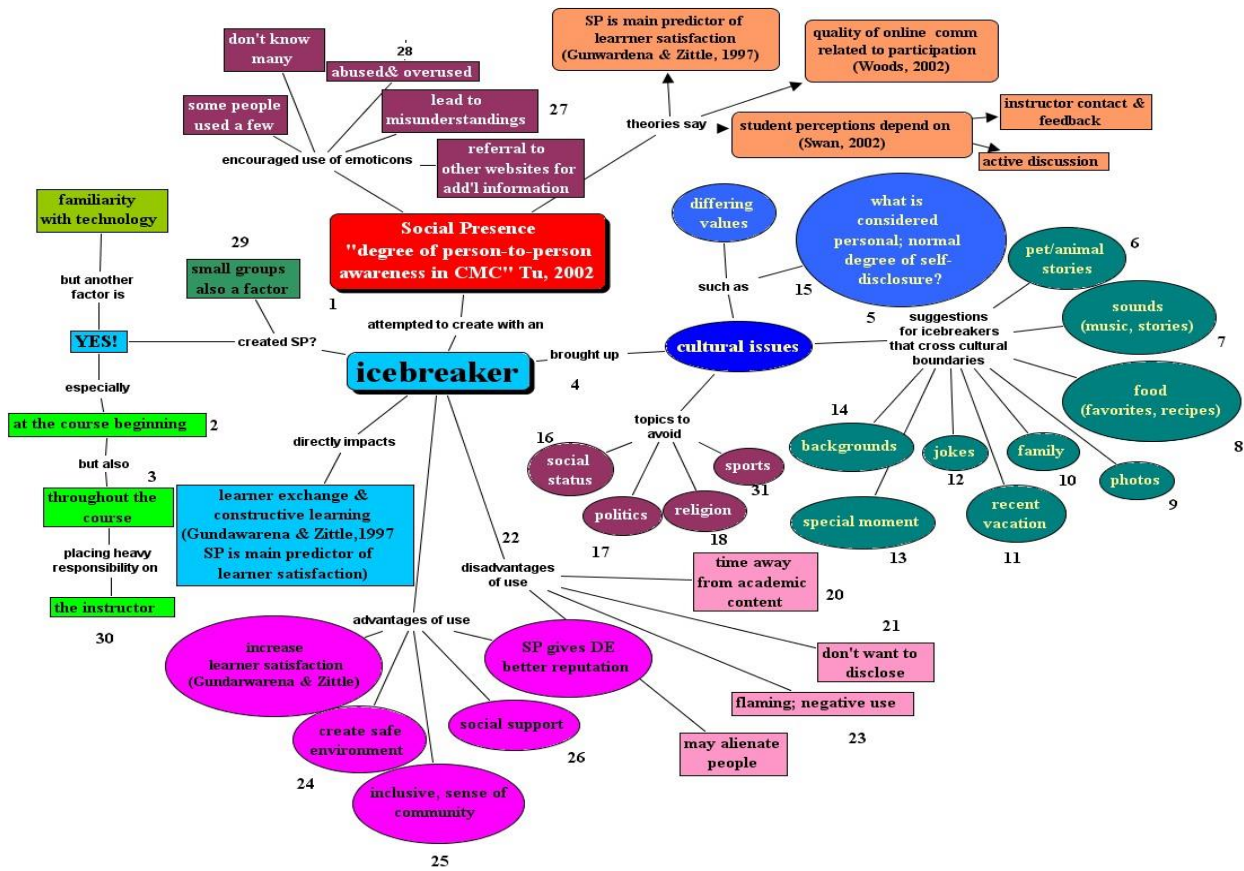 don't know
many
28
abused& overused
some people
used a few
lead to
misunderstandings
27
encouraged use of emoticons
referral to
other websites for
add'l information
SP is main predictor of
learrner satisfaction
(Gunwardena & Zittle, 1997)
quality of online comm
related to participation
(Woods, 2002)
theories say
student perceptions depend on
(Swan, 2002)
instructor contact &
feedback
active discussion
familiarity
with technology
29
small groups
also a factor
Social Presence
"degree of person-to-person
awareness in CMC" Tu, 2002
1
differing
values
what is
considered
personal; normal
degree of self-
disclosure?
such as
15
5
pet/animal
stories
6
but another
factor is
YES!
created SP?
attempted to create with an
icebreaker
brought up
4
cultural issues
suggestions
for icebreakers
that cross cultural
boundaries
sounds
(music, stories)
7
food
(favorites, recipes)
8
especially
at the course beginning
2
but also
3
throughout the
course
placing heavy
responsibility on
the instructor
30
directly impacts
learner exchange &
constructive learning
(Gundawarena & Zittle,1997
SP is main predictor of
learner satisfaction)
topics to
avoid
16
social
status
politics
17
religion
18
sports
31
14
backgrounds
jokes
12
family
10
photos
9
special moment
13
recent
vacation
11
22
disadvantages
of use
time away
from academic
content
20
21
don't want to
disclose
flaming; negative use
23
may alienate
people
advantages of use
increase
learner satisfaction
(Gundarwarena & Zittle)
SP gives DE
better reputation
create safe
environment
24
social support
26
inclusive, sense of
community
25